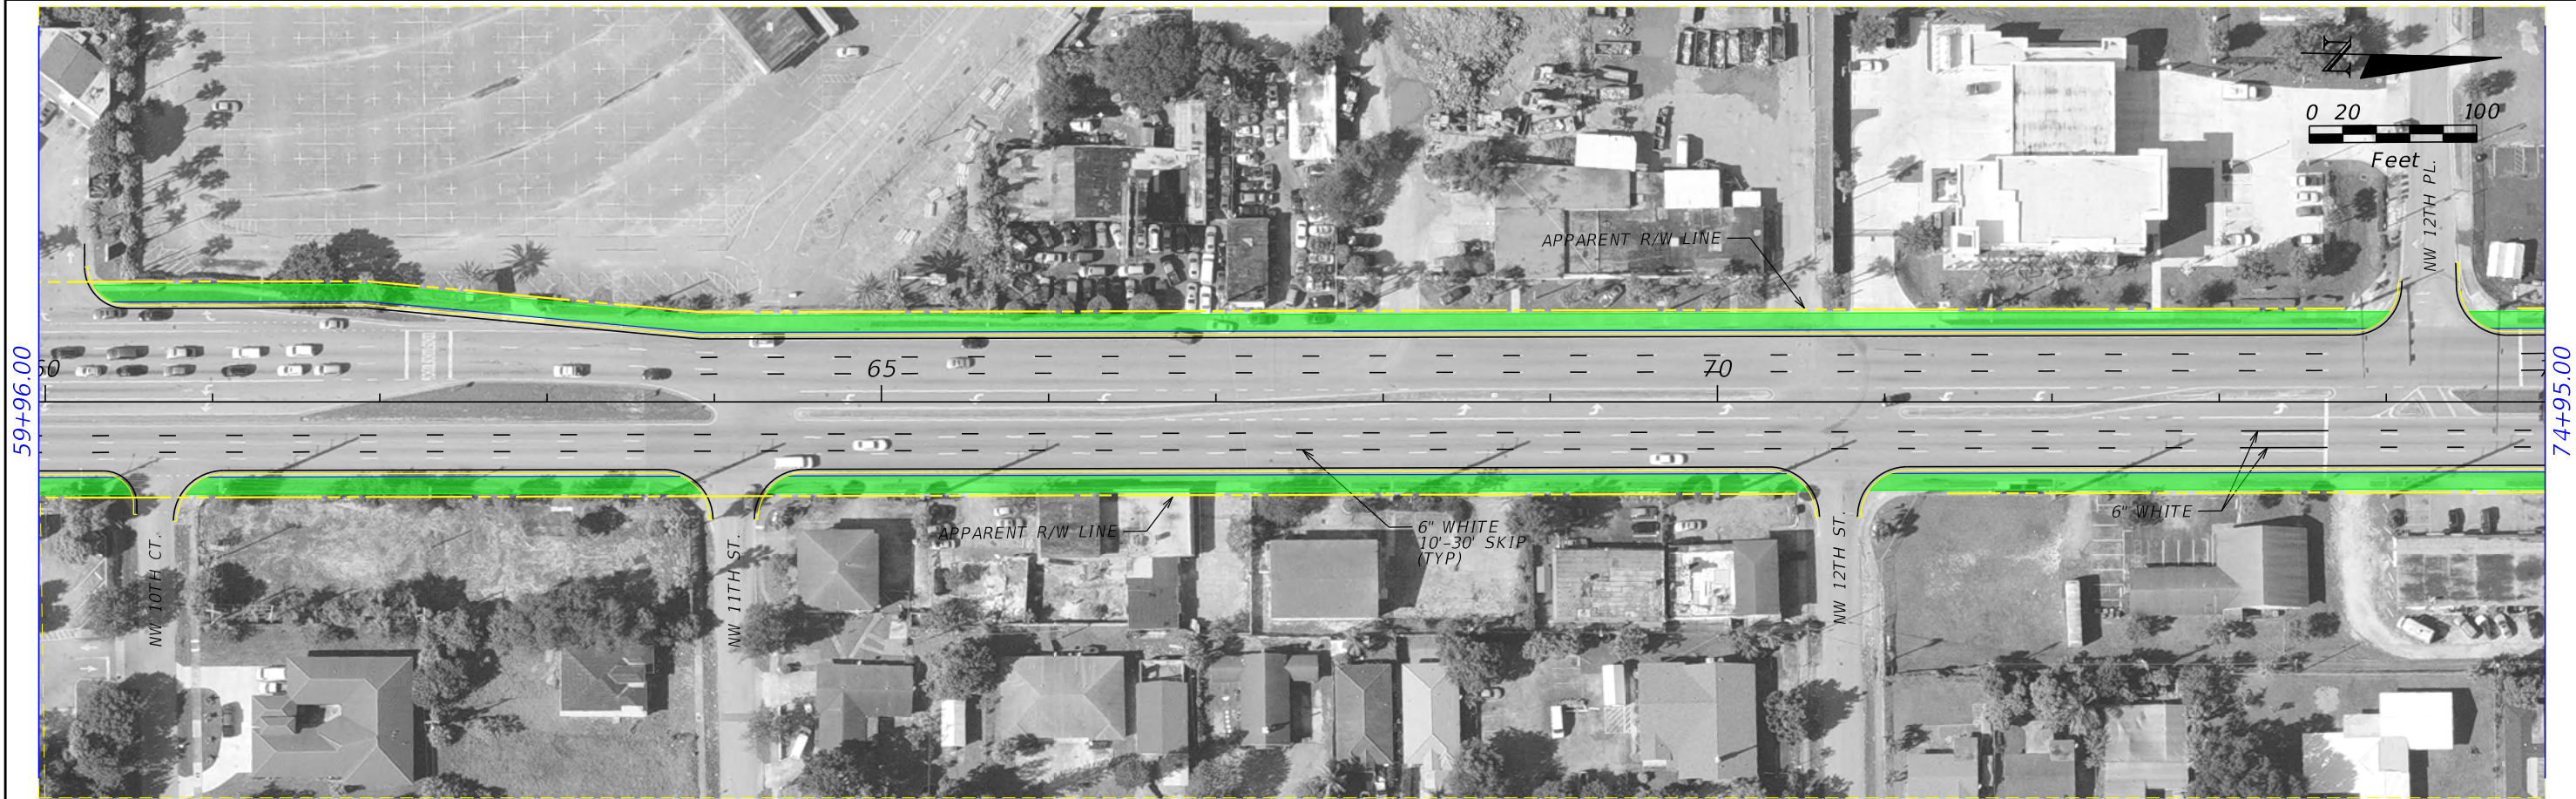 N
0 20 100
Feet
NW 12TH PL.
APPARENT R/W LINE
59+96.00
60
65
70
74+95.00
NW 10TH CT.
NW 11TH ST.
APPARENT R/W LINE
6" WHITE
10'-30' SKIP
(TYP)
NW 12TH ST.
6" WHITE